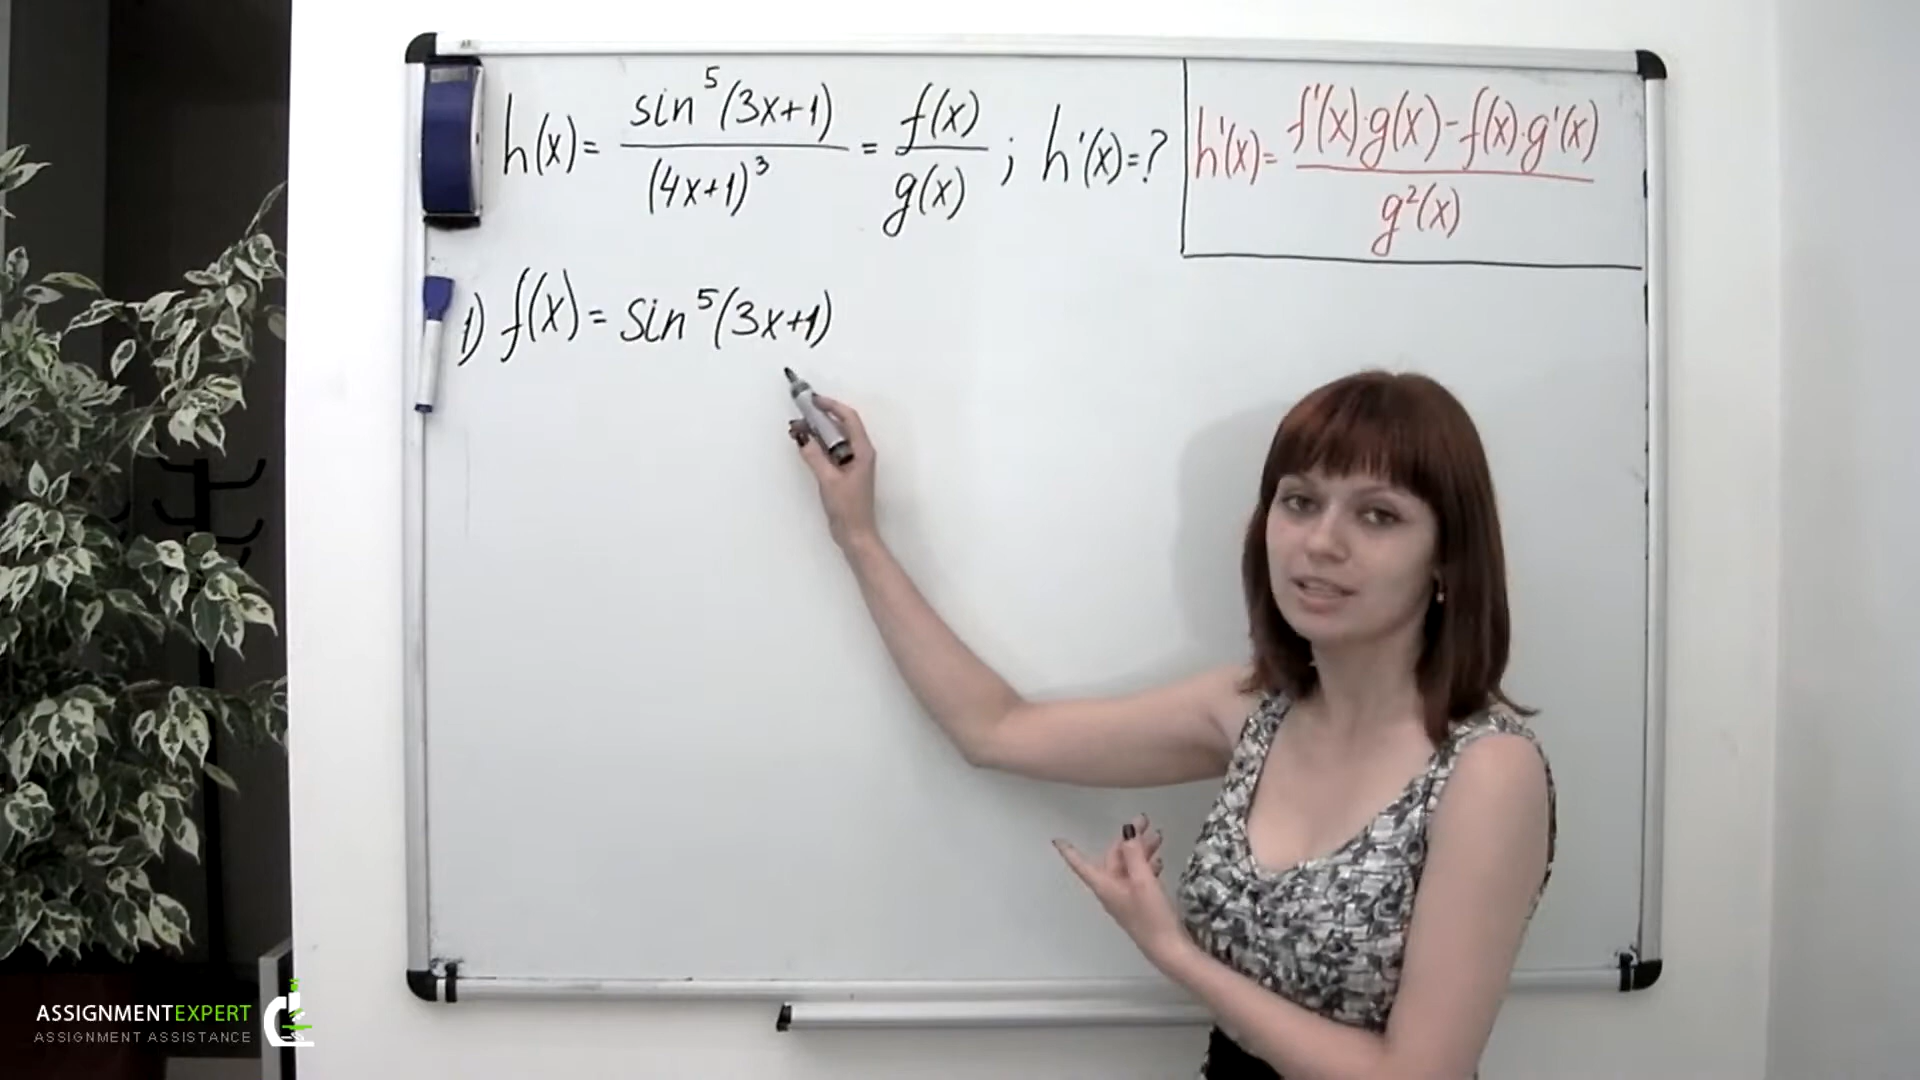 h(x) = sin⁵(3x+1) / (4x+1)³ = f(x) / g(x) ; h'(x) = ?
h'(x) = f'(x)·g(x) - f(x)·g'(x) / g²(x)
1) f(x) = sin⁵(3x+1)
ASSIGNMENTEXPERT
ASSIGNMENT ASSISTANCE